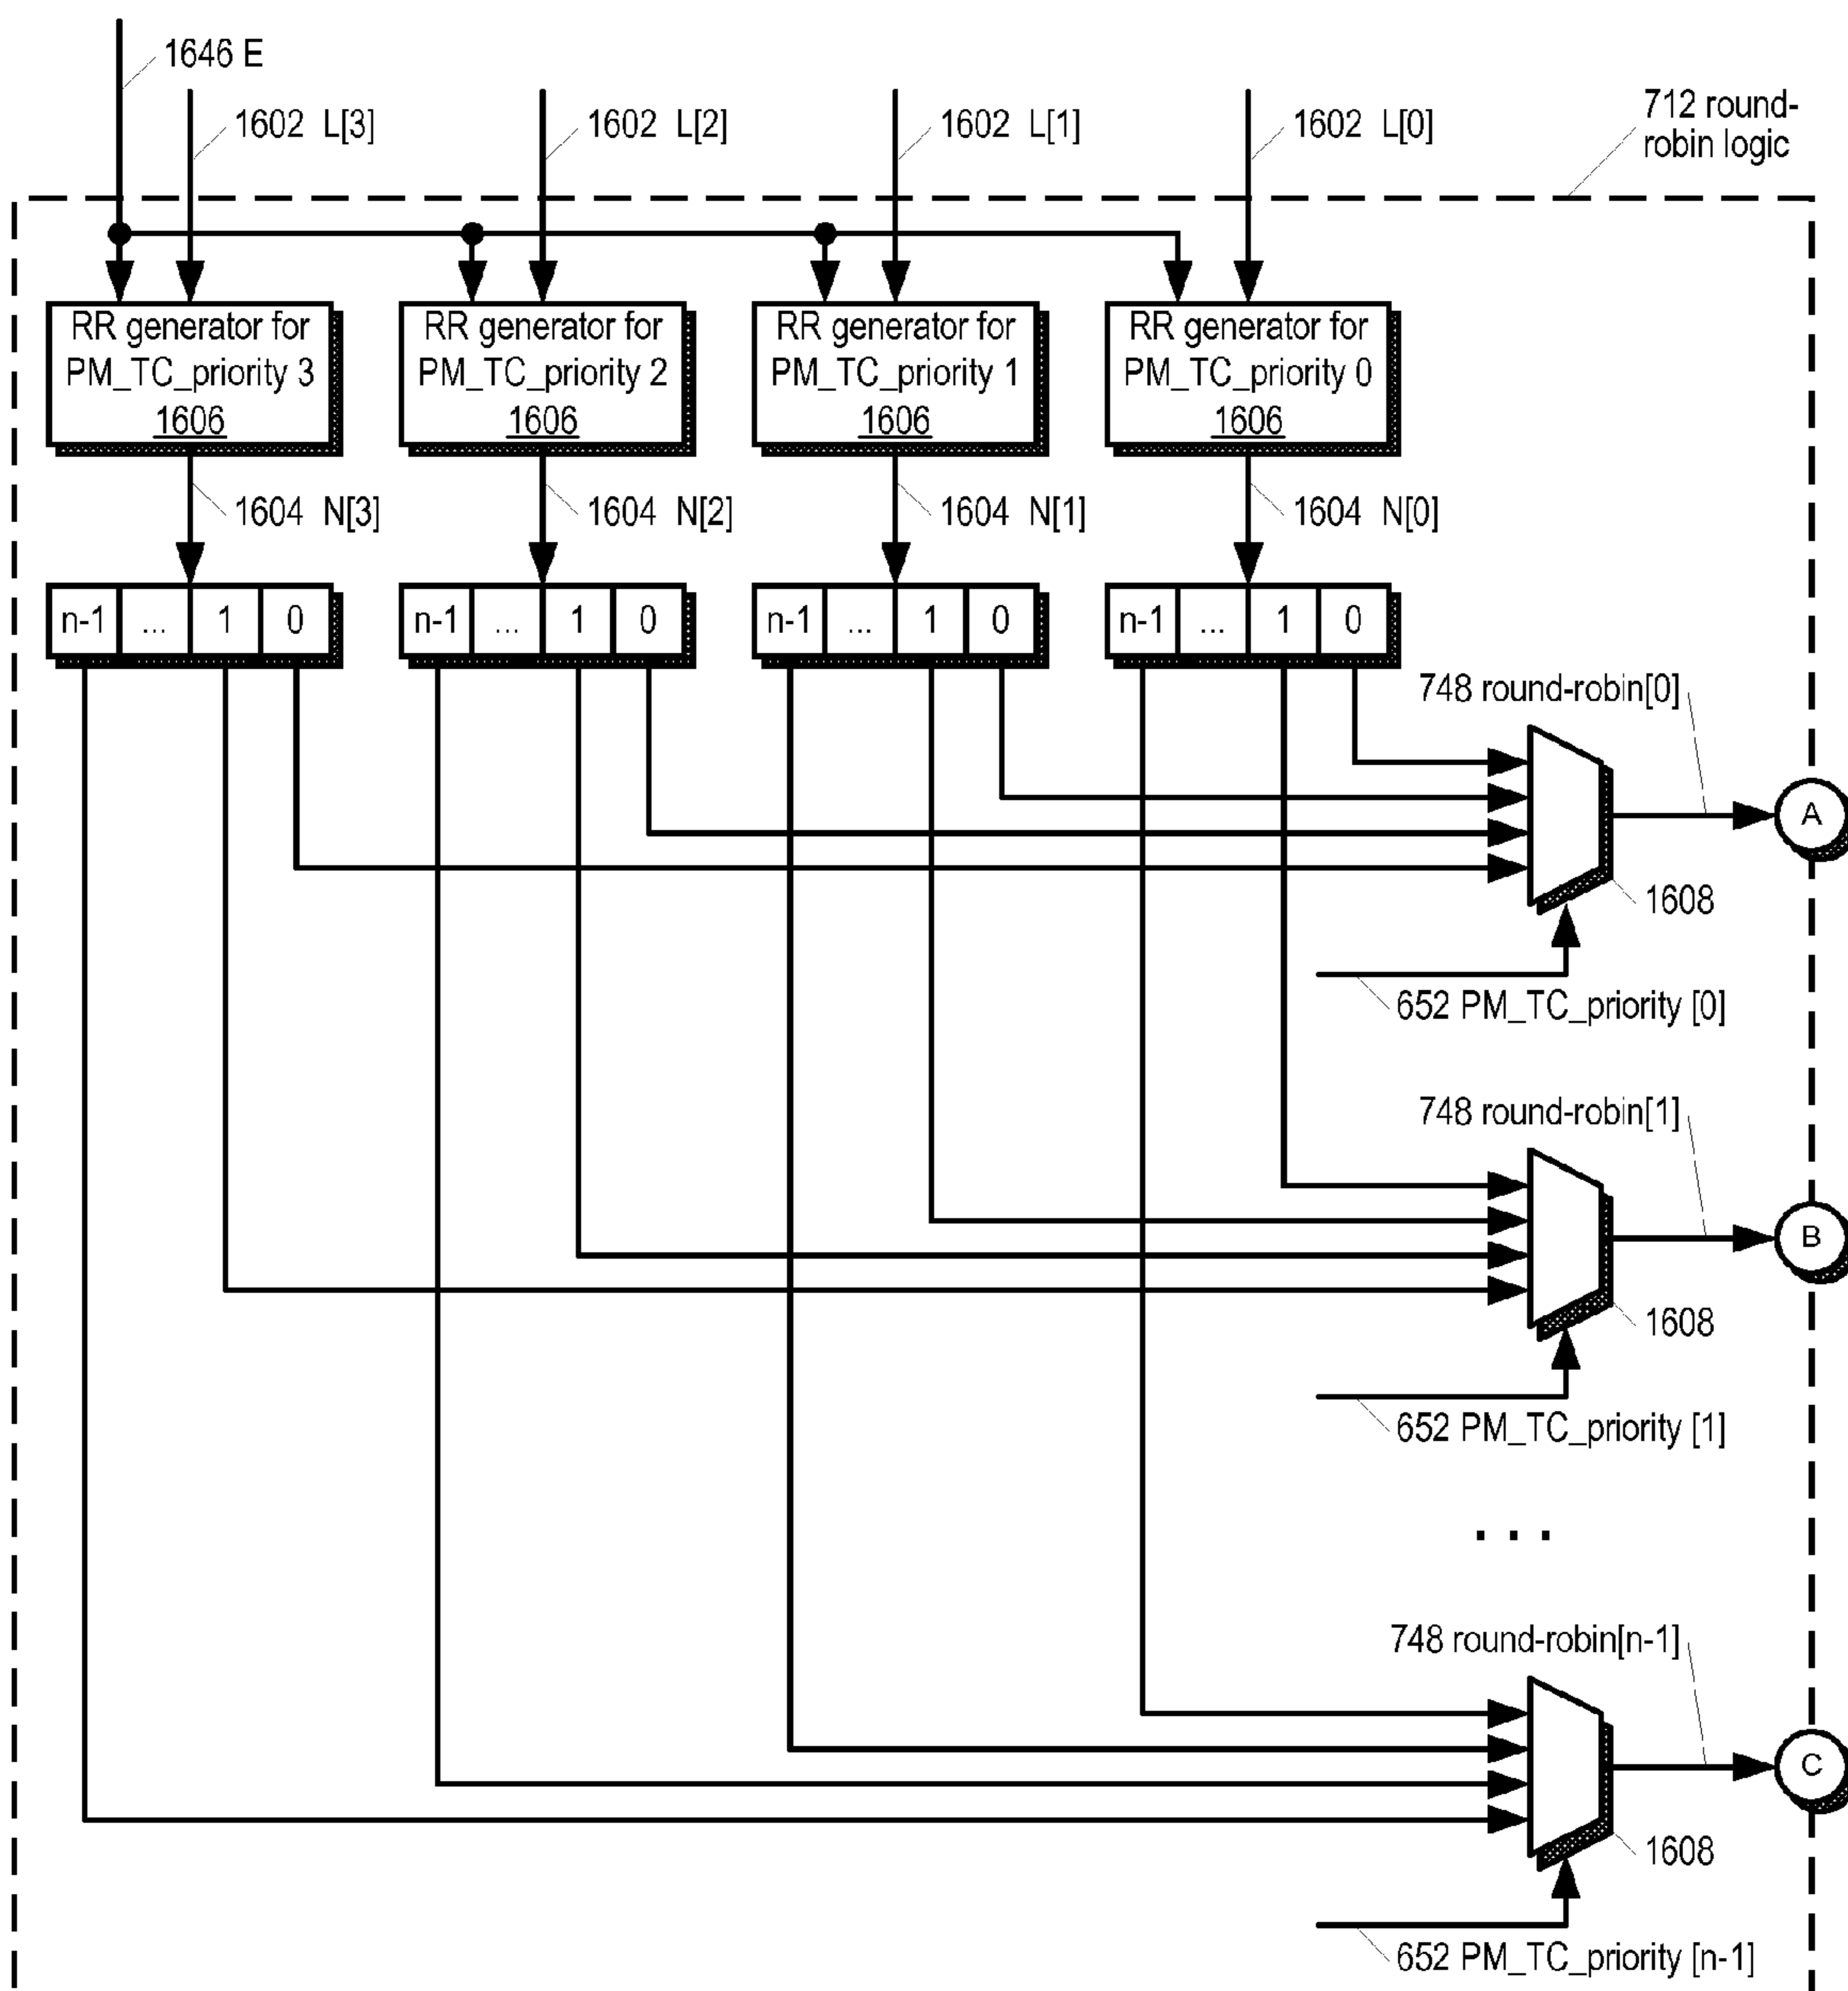 1646 E
1602 L[3]
1602 L[2]
1602 L[1]
1602 L[0]
712 round-
robin logic
RR generator for
PM_TC_priority 3
1606
RR generator for
PM_TC_priority 2
1606
RR generator for
PM_TC_priority 1
1606
RR generator for
PM_TC_priority 0
1606
1604 N[3]
1604 N[2]
1604 N[1]
1604 N[0]
n-1 ... 1 0
n-1 ... 1 0
n-1 ... 1 0
n-1 ... 1 0
748 round-robin[0]
A
1608
652 PM_TC_priority [0]
748 round-robin[1]
B
1608
652 PM_TC_priority [1]
. . .
748 round-robin[n-1]
C
1608
652 PM_TC_priority [n-1]